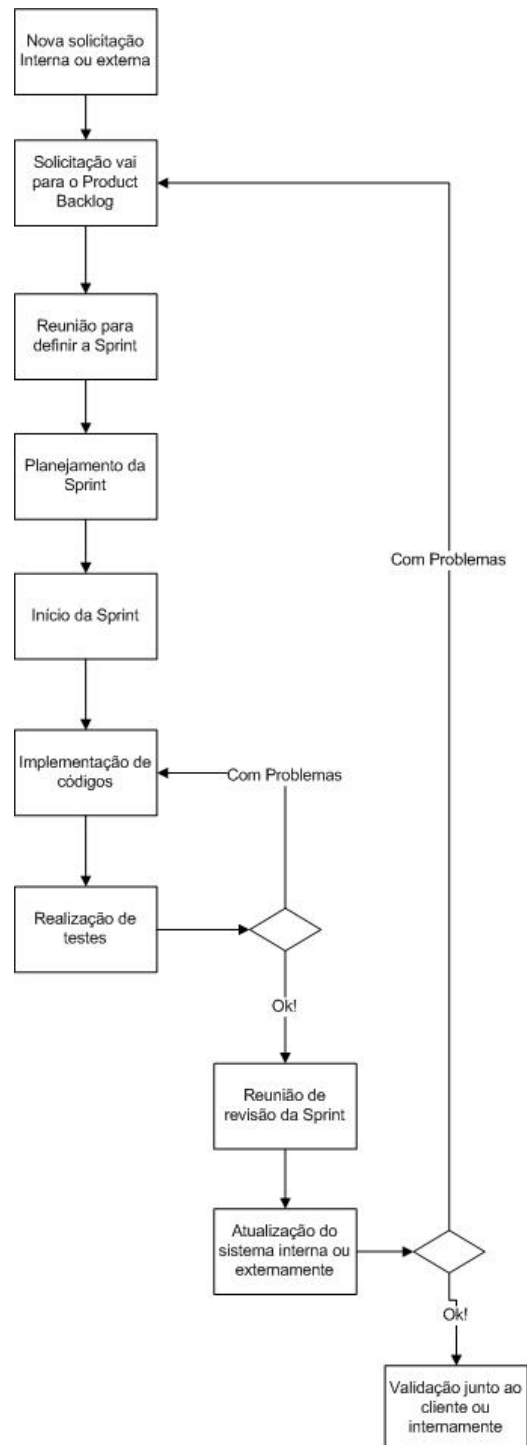 Nova solicitação
Interna ou externa
Solicitação vai
para o Product
Backlog
Reunião para
definir a Sprint
Planejamento da
Sprint
Com Problemas
Início da Sprint
Implementação de
códigos
Com Problemas
Realização de
testes
Ok!
Reunião de
revisão da Sprint
Atualização do
sistema interna ou
externamente
Ok!
Validação junto ao
cliente ou
internamente